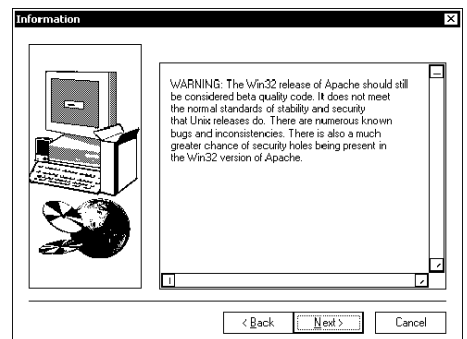 Information
WARNING: The Win32 release of Apache should still
be considered beta quality code. It does not meet
the normal standards of stability and security
that Unix releases do. There are numerous known
bugs and inconsistencies. There is also a much
greater chance of security holes being present in
the Win32 version of Apache.
< Back Next > Cancel